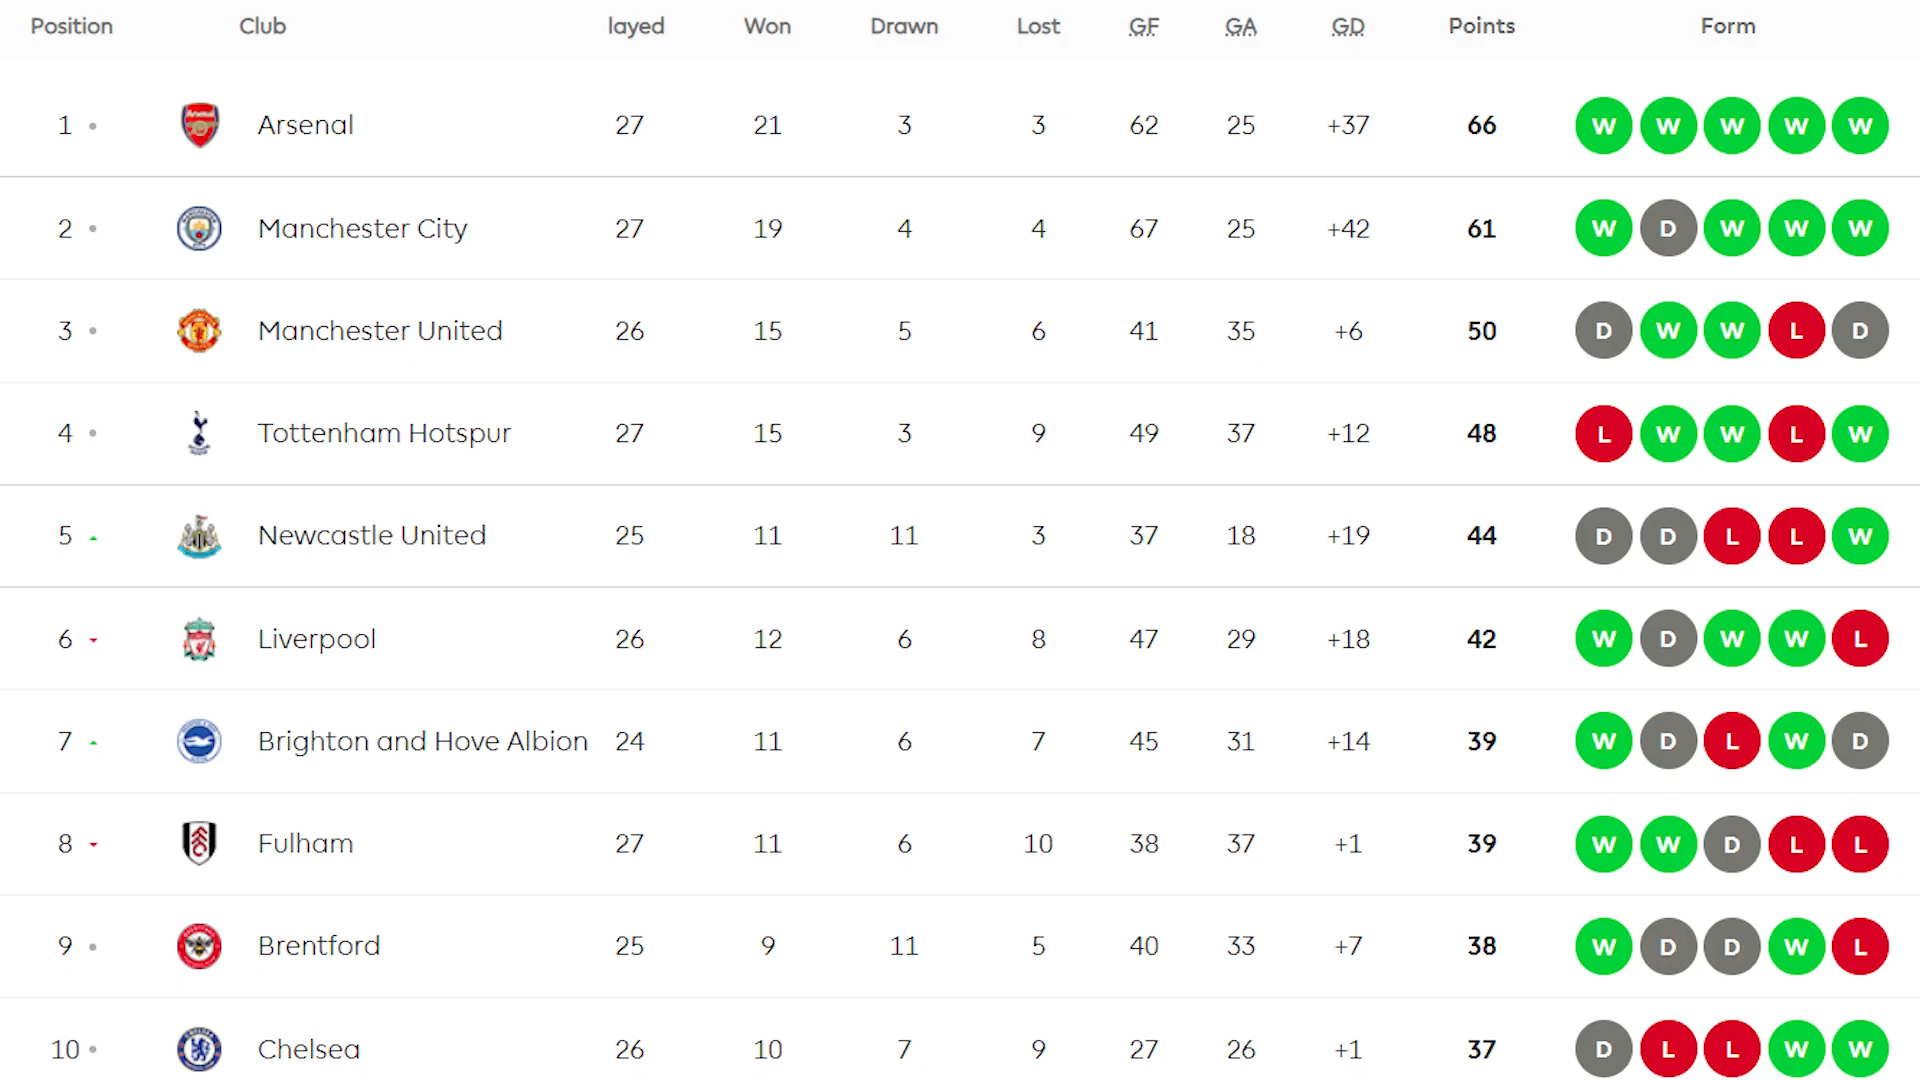 Position Club layed Won Drawn Lost GF GA GD Points Form
1 Arsenal 27 21 3 3 62 25 +37 66 W W W W W
2 Manchester City 27 19 4 4 67 25 +42 61 W D W W W
3 Manchester United 26 15 5 6 41 35 +6 50 D W W L D
4 Tottenham Hotspur 27 15 3 9 49 37 +12 48 L W W L W
5 Newcastle United 25 11 11 3 37 18 +19 44 D D L L W
6 Liverpool 26 12 6 8 47 29 +18 42 W D W W L
7 Brighton and Hove Albion 24 11 6 7 45 31 +14 39 W D L W D
8 Fulham 27 11 6 10 38 37 +1 39 W W D L L
9 Brentford 25 9 11 5 40 33 +7 38 W D D W L
10 Chelsea 26 10 7 9 27 26 +1 37 D L L W W